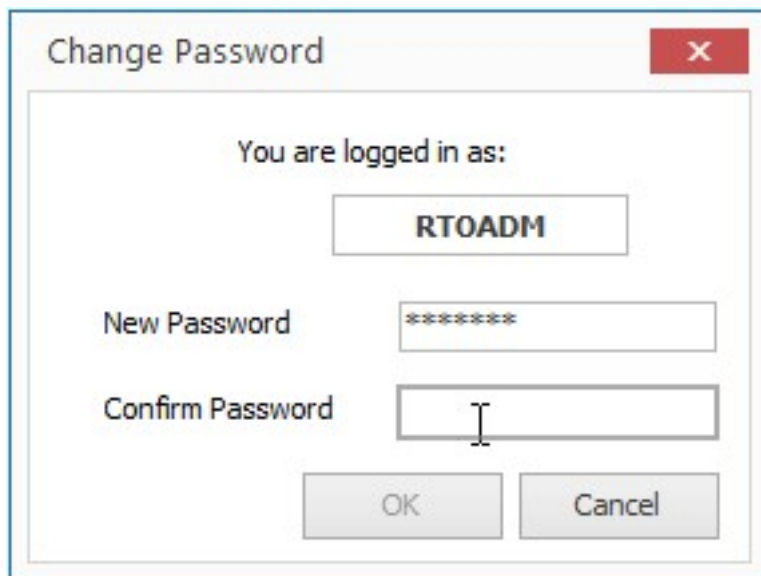 Change Password
You are logged in as:
RTOADM
New Password *******
Confirm Password
OK Cancel